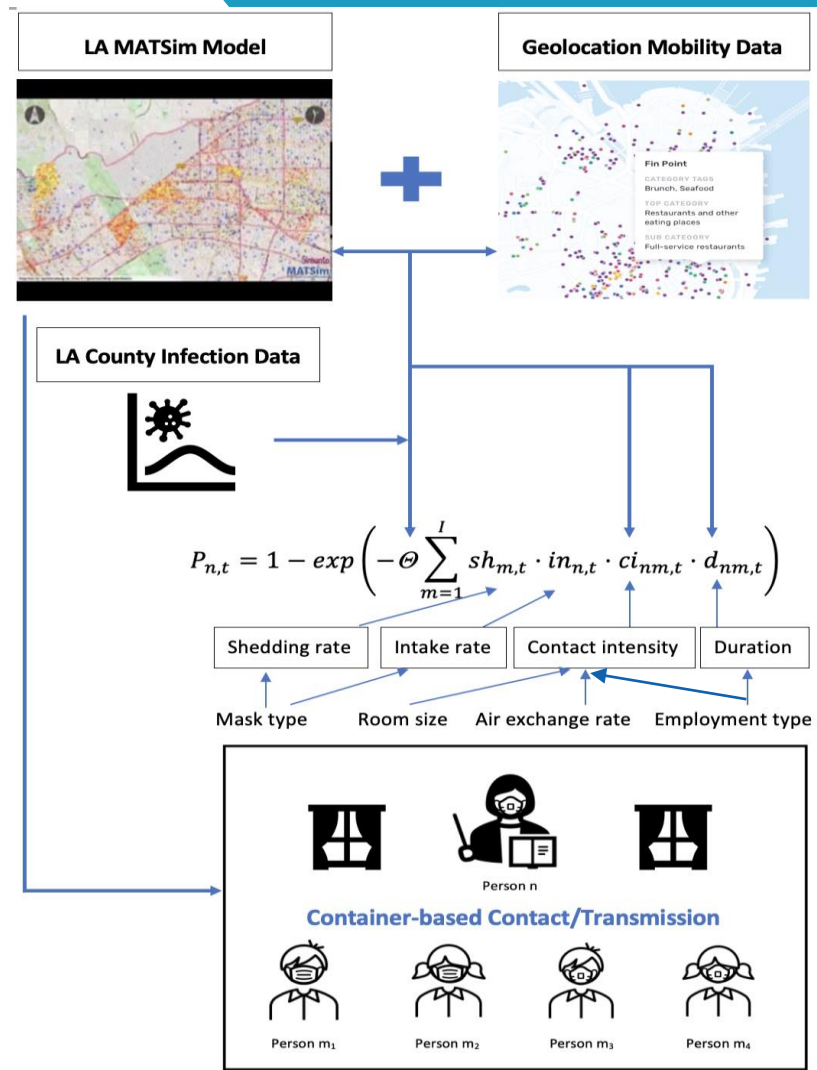 LA MATSim Model
Geolocation Mobility Data
Fin Point
CATEGORY TAGS
Brunch, Seafood
TOP CATEGORY
Restaurants and other
eating places
SUB CATEGORY
Full-service restaurants
MATSim
LA County Infection Data
P_{n,t} = 1 − exp(−Θ ∑_{m=1}^{I} sh_{m,t} · in_{n,t} · ci_{nm,t} · d_{nm,t})
Shedding rate
Intake rate
Contact intensity
Duration
Mask type
Room size
Air exchange rate
Employment type
Person n
Container-based Contact/Transmission
Person m₁
Person m₂
Person m₃
Person m₄